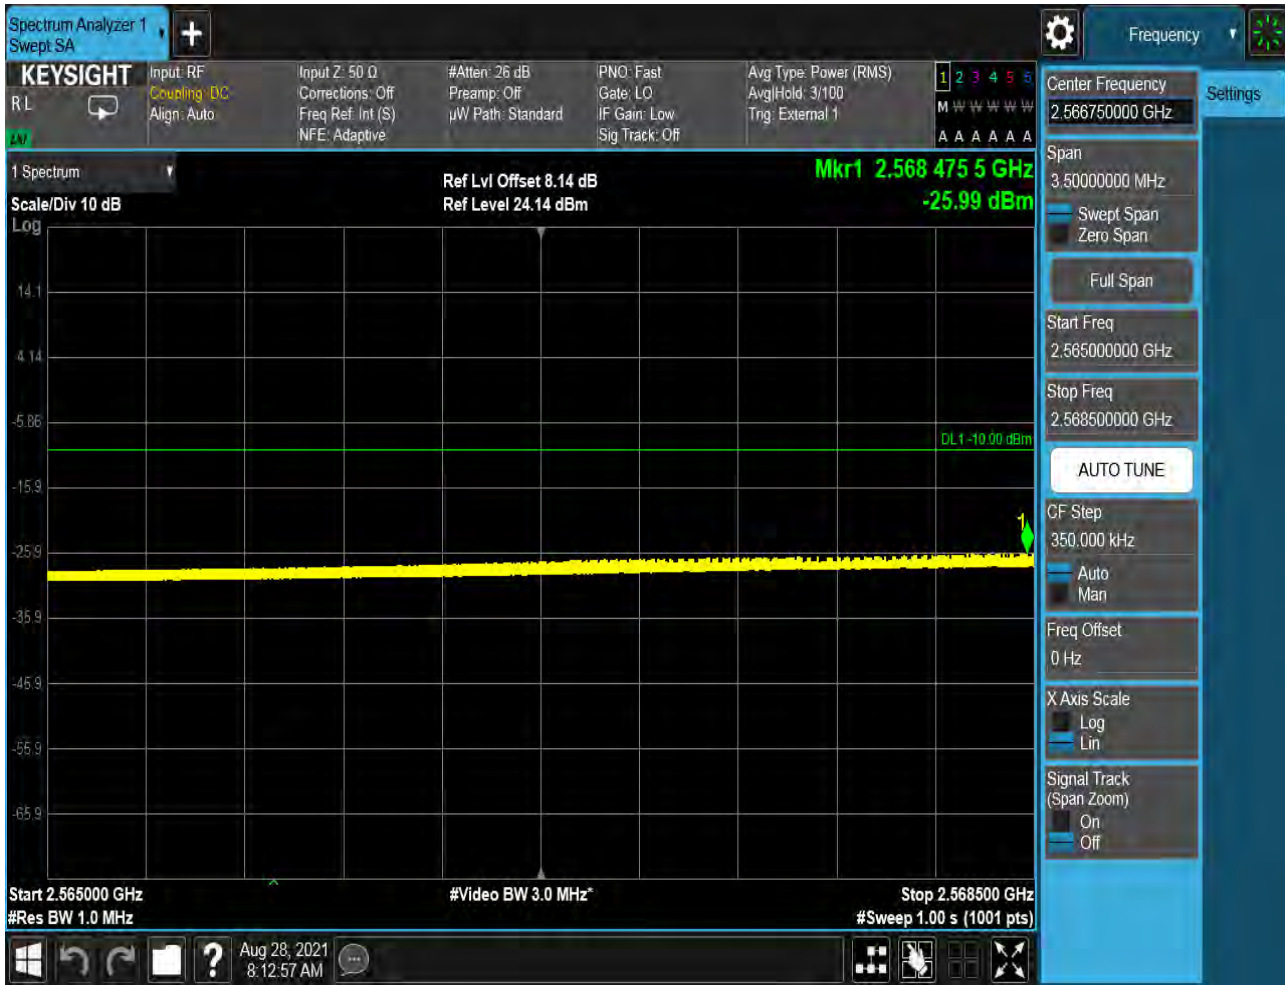 Spectrum Analyzer 1
Swept SA
+
Frequency
KEYSIGHT
R L
LXI
Input: RF
Coupling: DC
Align: Auto
Input Z: 50 Ω
Corrections: Off
Freq Ref: Int (S)
NFE: Adaptive
#Atten: 26 dB
Preamp: Off
µW Path: Standard
PNO: Fast
Gate: LO
IF Gain: Low
Sig Track: Off
Avg Type: Power (RMS)
Avg|Hold: 3/100
Trig: External 1
1 2 3 4 5 6
M W W W W W
A A A A A A
1 Spectrum
Scale/Div 10 dB
Ref Lvl Offset 8.14 dB
Ref Level 24.14 dBm
Mkr1 2.568 475 5 GHz
-25.99 dBm
Log
14.1
4.14
-5.86
DL1 -10.00 dBm
-15.9
1
-25.9
-35.9
-45.9
-55.9
-65.9
Start 2.565000 GHz
#Res BW 1.0 MHz
#Video BW 3.0 MHz*
Stop 2.568500 GHz
#Sweep 1.00 s (1001 pts)
?
Aug 28, 2021
8:12:57 AM
Center Frequency
2.566750000 GHz
Settings
Span
3.50000000 MHz
Swept Span
Zero Span
Full Span
Start Freq
2.565000000 GHz
Stop Freq
2.568500000 GHz
AUTO TUNE
CF Step
350.000 kHz
Auto
Man
Freq Offset
0 Hz
X Axis Scale
Log
Lin
Signal Track
(Span Zoom)
On
Off